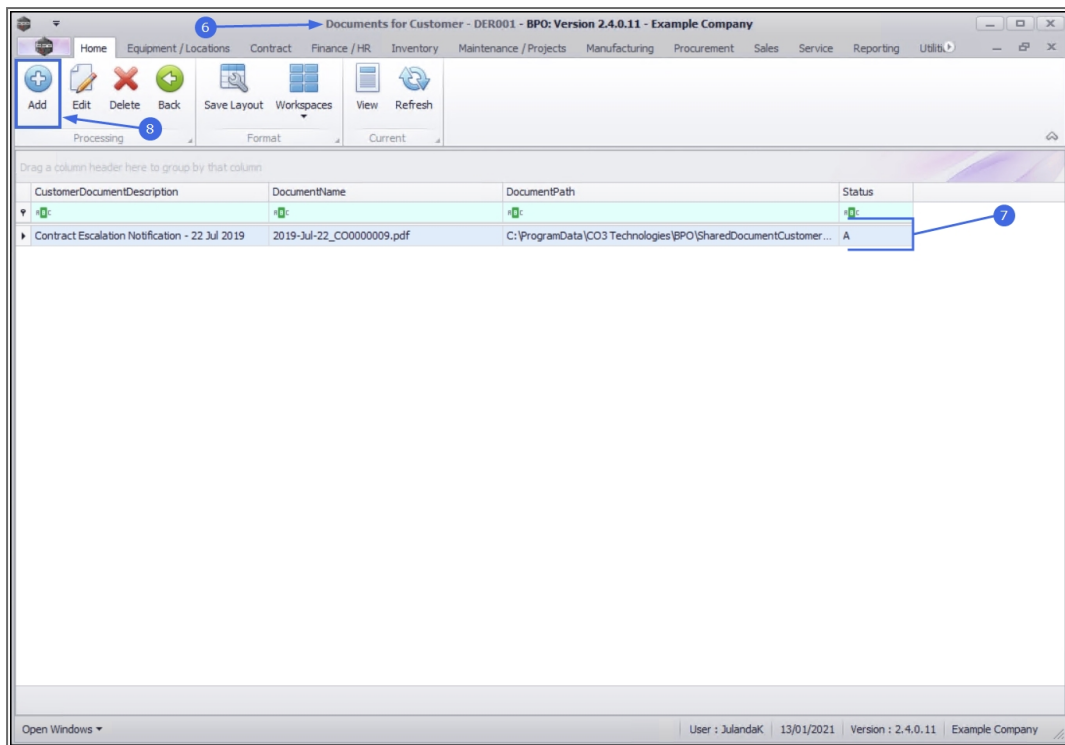 6
Documents for Customer - DER001 - BPO: Version 2.4.0.11 - Example Company
Home Equipment / Locations Contract Finance / HR Inventory Maintenance / Projects Manufacturing Procurement Sales Service Reporting Utiliti
Add Edit Delete Back Save Layout Workspaces View Refresh
8
Processing Format Current
Drag a column header here to group by that column
CustomerDocumentDescription DocumentName DocumentPath Status
7
Contract Escalation Notification - 22 Jul 2019 2019-Jul-22_CO0000009.pdf C:\ProgramData\CO3 Technologies\BPO\SharedDocumentCustomer... A
Open Windows User : JulandaK 13/01/2021 Version : 2.4.0.11 Example Company